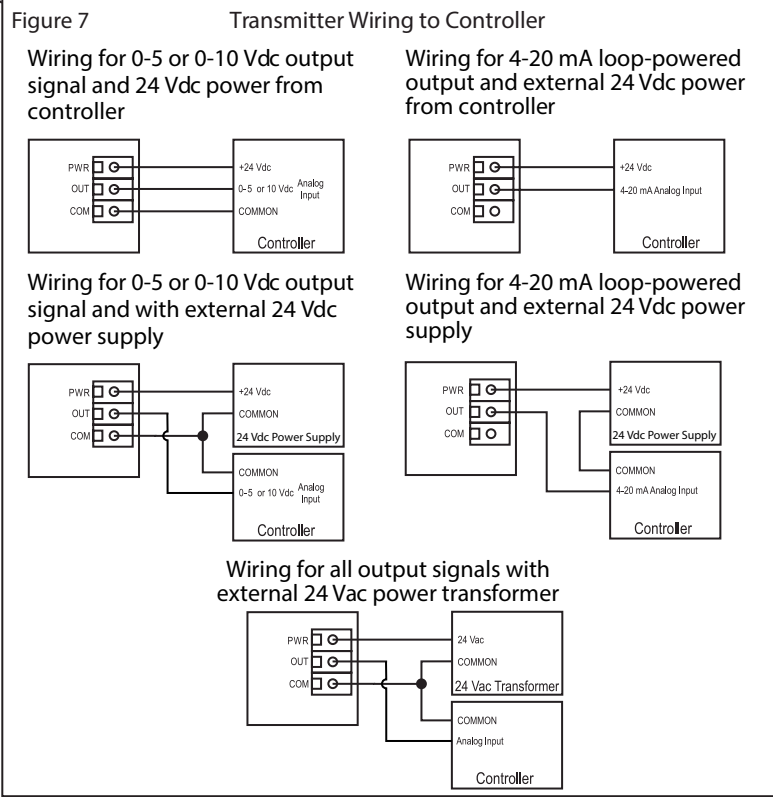 Figure 7
Transmitter Wiring to Controller
Wiring for 0-5 or 0-10 Vdc output
signal and 24 Vdc power from
controller
PWR
OUT
COM
+24 Vdc
0-5 or 10 Vdc Analog
Input
COMMON
Controller
Wiring for 4-20 mA loop-powered
output and external 24 Vdc power
from controller
PWR
OUT
COM
+24 Vdc
4-20 mA Analog Input
Controller
Wiring for 0-5 or 0-10 Vdc output
signal and with external 24 Vdc
power supply
PWR
OUT
COM
+24 Vdc
COMMON
24 Vdc Power Supply
COMMON
0-5 or 10 Vdc Analog
Input
Controller
Wiring for 4-20 mA loop-powered
output and external 24 Vdc power
supply
PWR
OUT
COM
+24 Vdc
COMMON
24 Vdc Power Supply
COMMON
4-20 mA Analog Input
Controller
Wiring for all output signals with
external 24 Vac power transformer
PWR
OUT
COM
24 Vac
COMMON
24 Vac Transformer
COMMON
Analog Input
Controller